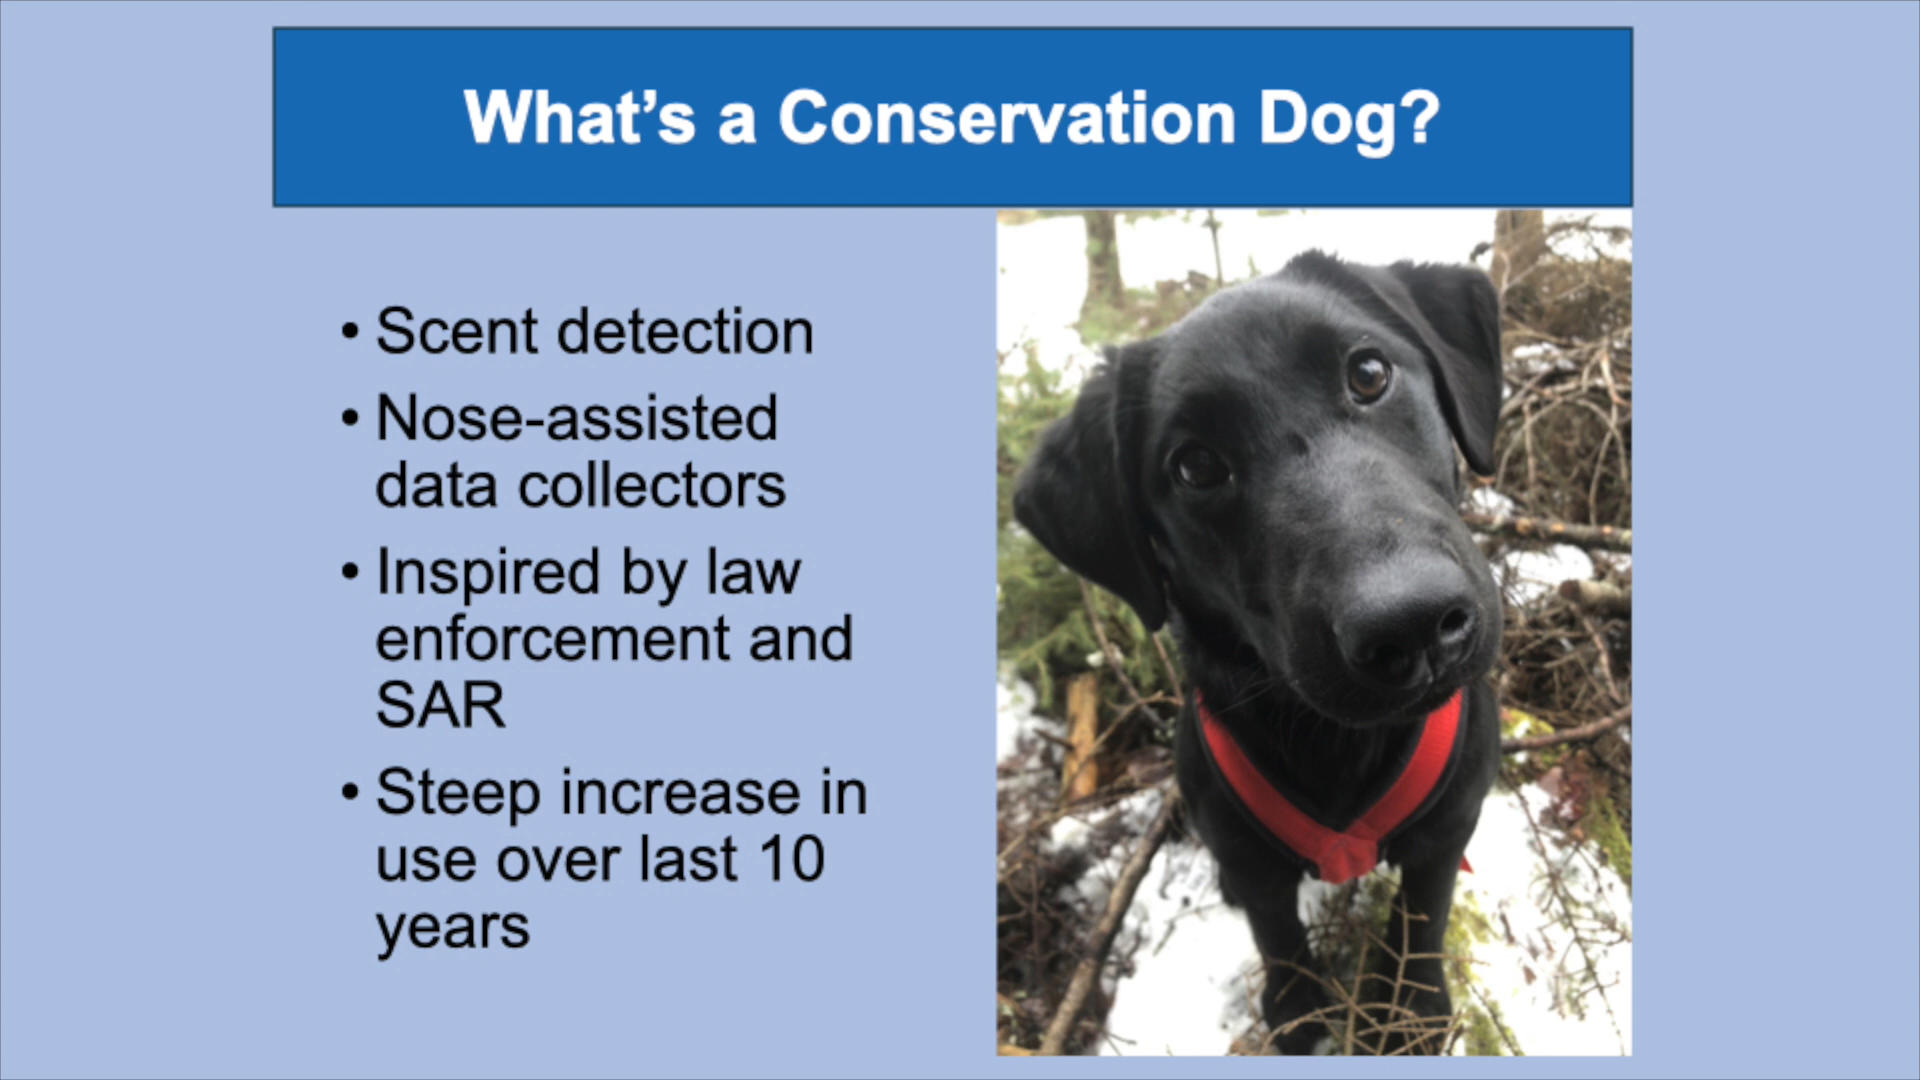 What’s a Conservation Dog?
• Scent detection
• Nose-assisted
data collectors
• Inspired by law
enforcement and
SAR
• Steep increase in
use over last 10
years